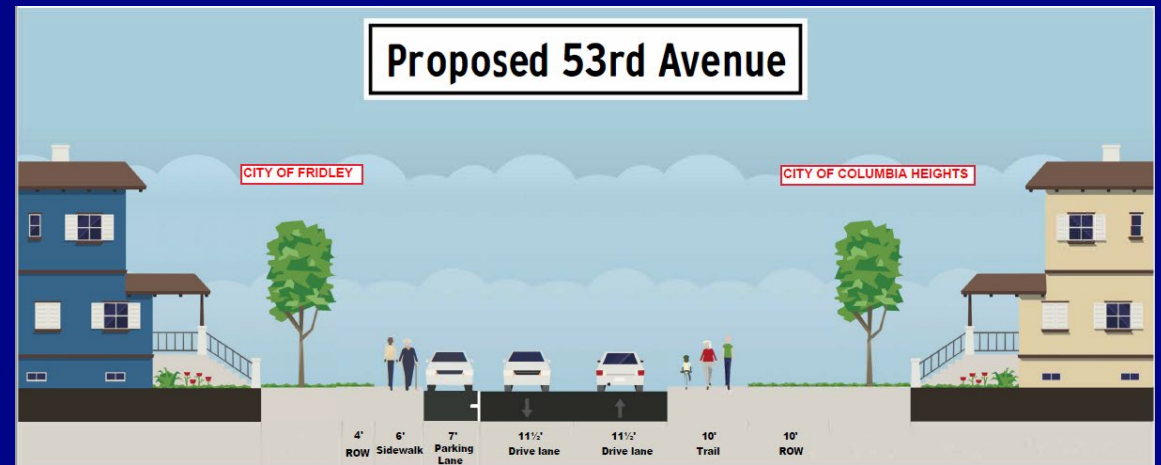 Proposed 53rd Avenue
CITY OF FRIDLEY
CITY OF COLUMBIA HEIGHTS
4'
ROW
6'
Sidewalk
7'
Parking
Lane
11½'
Drive lane
11½'
Drive lane
10'
Trail
10'
ROW